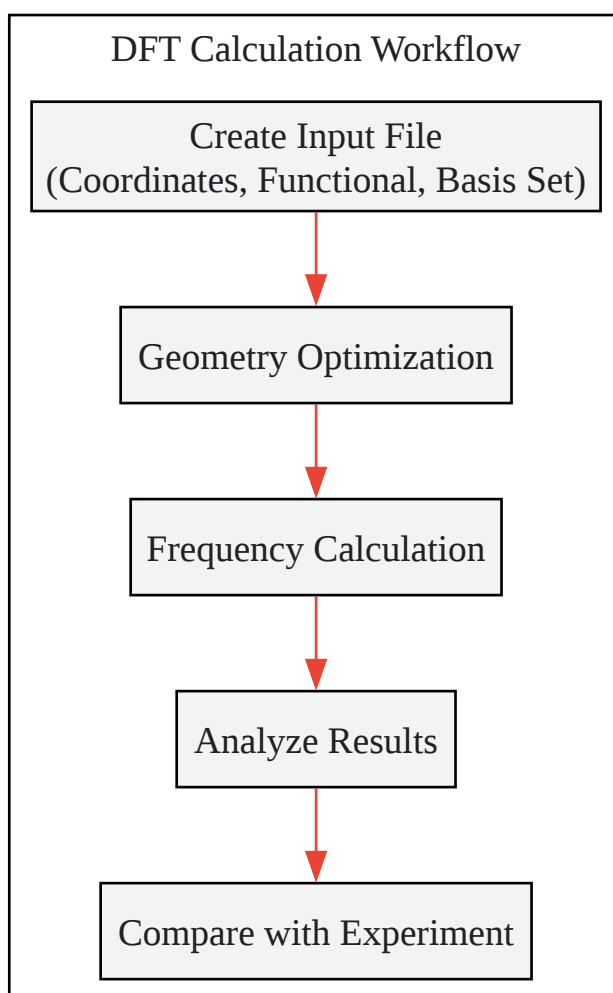 DFT Calculation Workflow
Create Input File
(Coordinates, Functional, Basis Set)
Geometry Optimization
Frequency Calculation
Analyze Results
Compare with Experiment